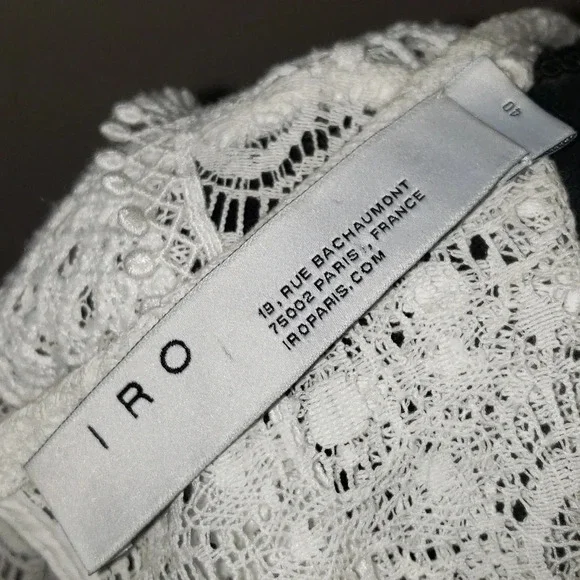 IRO
19, RUE BACHAUMONT
75002 PARIS, FRANCE
IROPARIS.COM
40